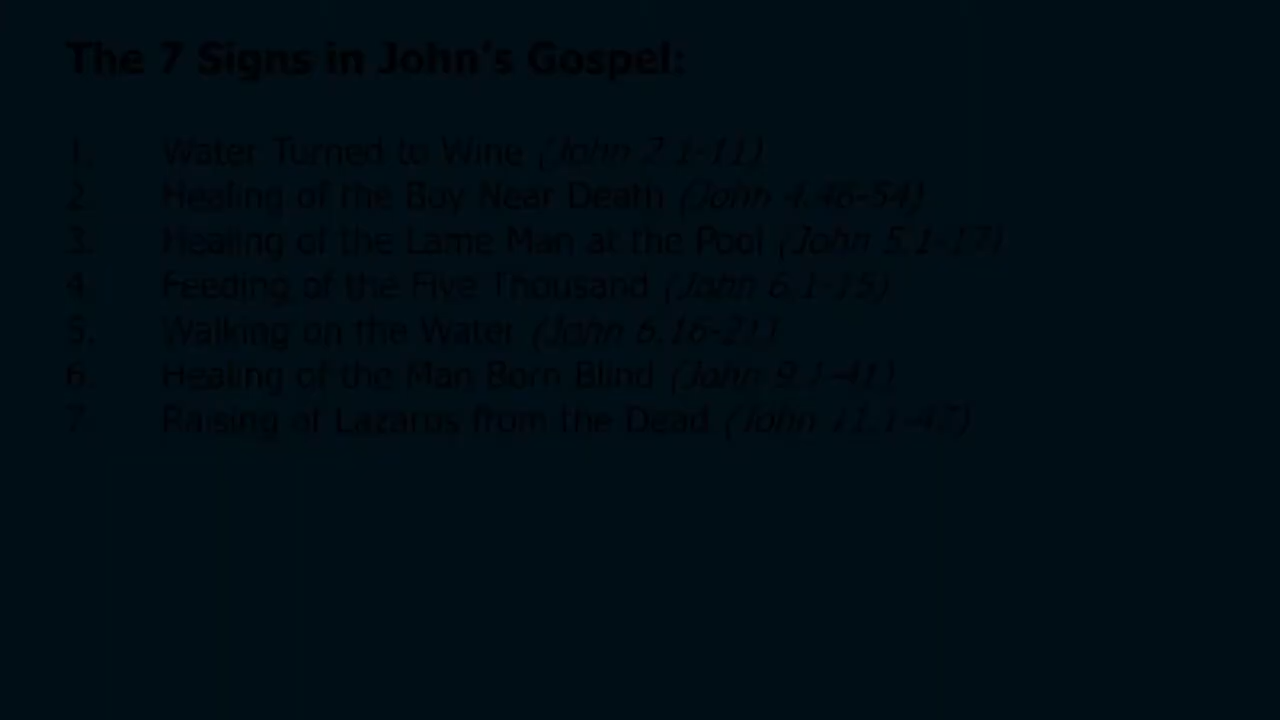 The 7 Signs in John's Gospel:
1. Water Turned to Wine (John 2.1-11)
2. Healing of the Boy Near Death (John 4.46-54)
3. Healing of the Lame Man at the Pool (John 5.1-17)
4. Feeding of the Five Thousand (John 6.1-15)
5. Walking on the Water (John 6.16-21)
6. Healing of the Man Born Blind (John 9.1-41)
7. Raising of Lazarus from the Dead (John 11.1-47)